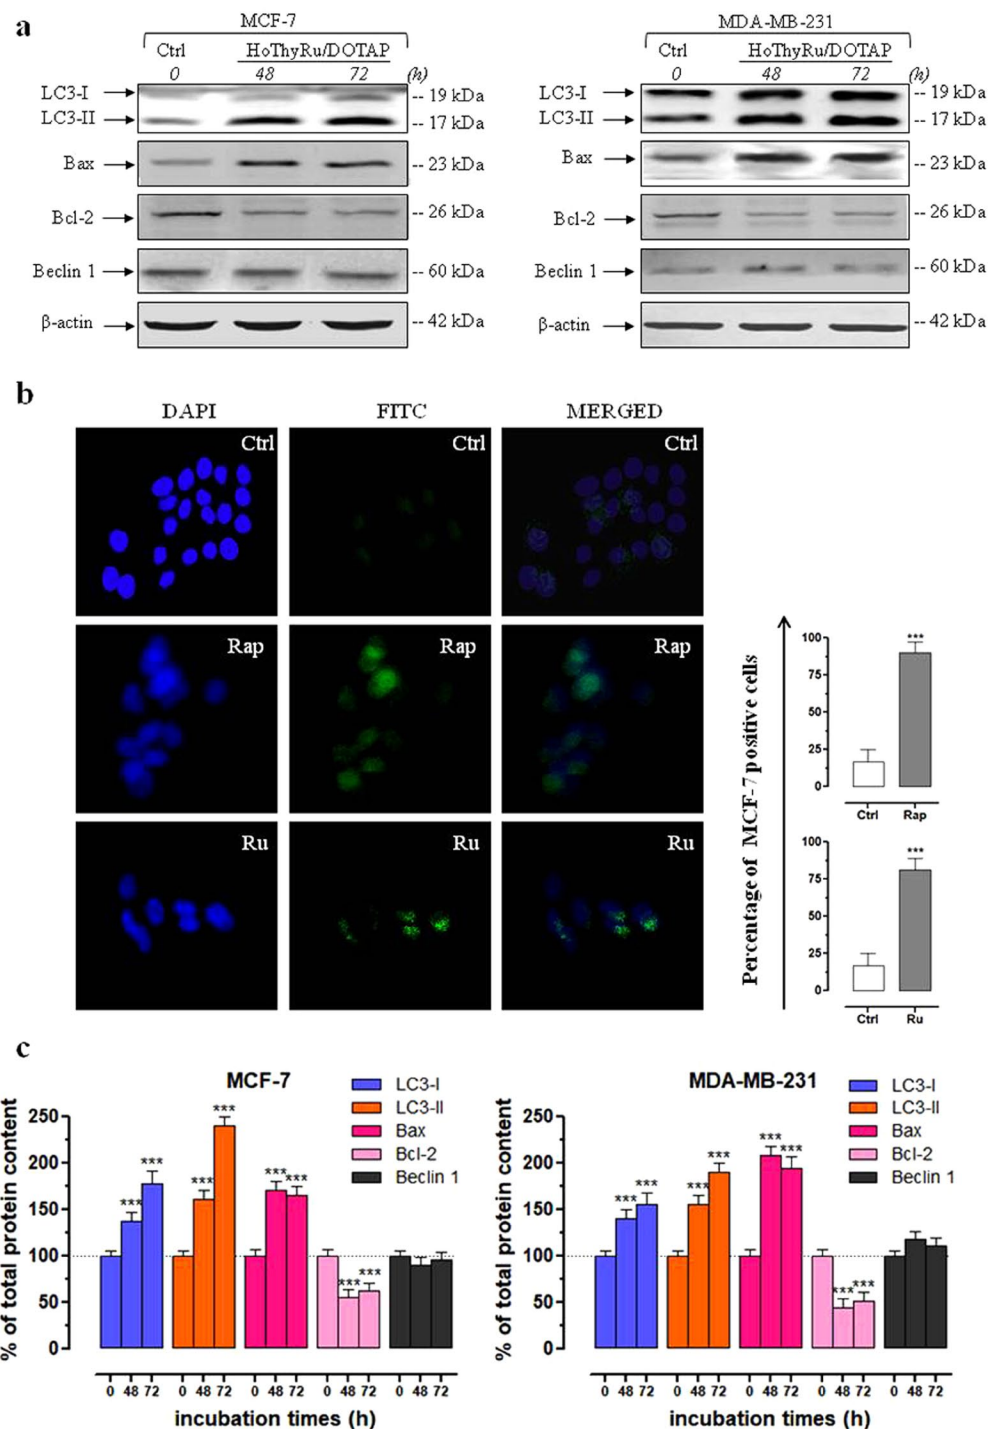 a
MCF-7
Ctrl HoThyRu/DOTAP
0 48 72 (h)
LC3-I -- 19 kDa
LC3-II -- 17 kDa
Bax -- 23 kDa
Bcl-2 -- 26 kDa
Beclin 1 -- 60 kDa
β-actin -- 42 kDa
MDA-MB-231
Ctrl HoThyRu/DOTAP
0 48 72 (h)
LC3-I -- 19 kDa
LC3-II -- 17 kDa
Bax -- 23 kDa
Bcl-2 -- 26 kDa
Beclin 1 -- 60 kDa
β-actin -- 42 kDa
b
DAPI FITC MERGED
Ctrl Ctrl
Rap Rap Rap
Ru Ru Ru
Percentage of MCF-7 positive cells
100
75
50
25
0
***
Ctrl Rap
100
75
50
25
0
***
Ctrl Ru
c
MCF-7
LC3-I
LC3-II
Bax
Bcl-2
Beclin 1
% of total protein content
250
200
150
100
50
0
*** *** *** *** *** *** *** ***
0 48 72 0 48 72 0 48 72 0 48 72 0 48 72
incubation times (h)
MDA-MB-231
LC3-I
LC3-II
Bax
Bcl-2
Beclin 1
% of total protein content
250
200
150
100
50
0
*** *** *** *** *** *** *** ***
0 48 72 0 48 72 0 48 72 0 48 72 0 48 72
incubation times (h)